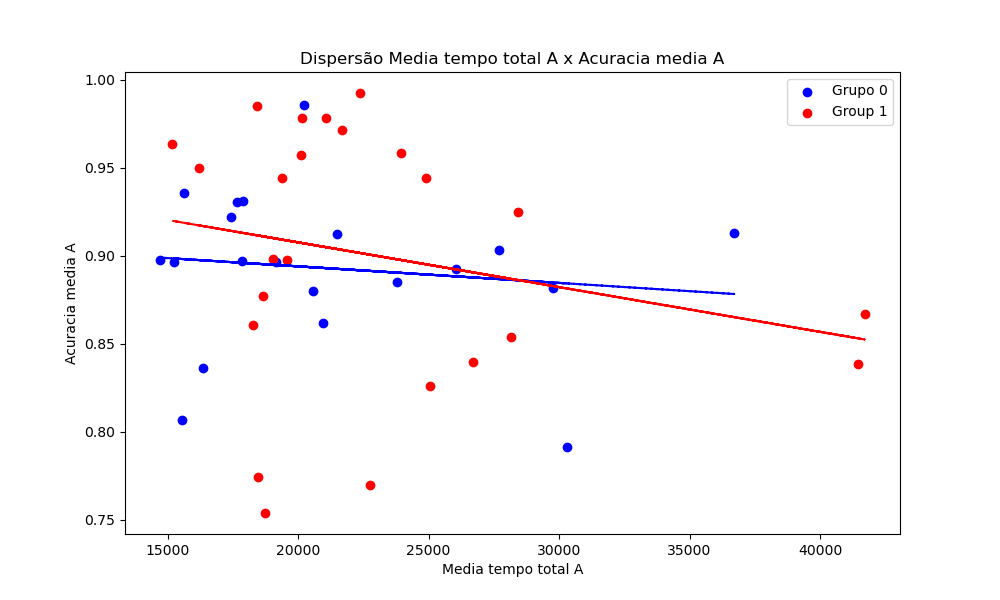 Dispersão Media tempo total A x Acuracia media A
Grupo 0
Group 1
Acuracia media A
1.00
0.95
0.90
0.85
0.80
0.75
15000
20000
25000
30000
35000
40000
Media tempo total A